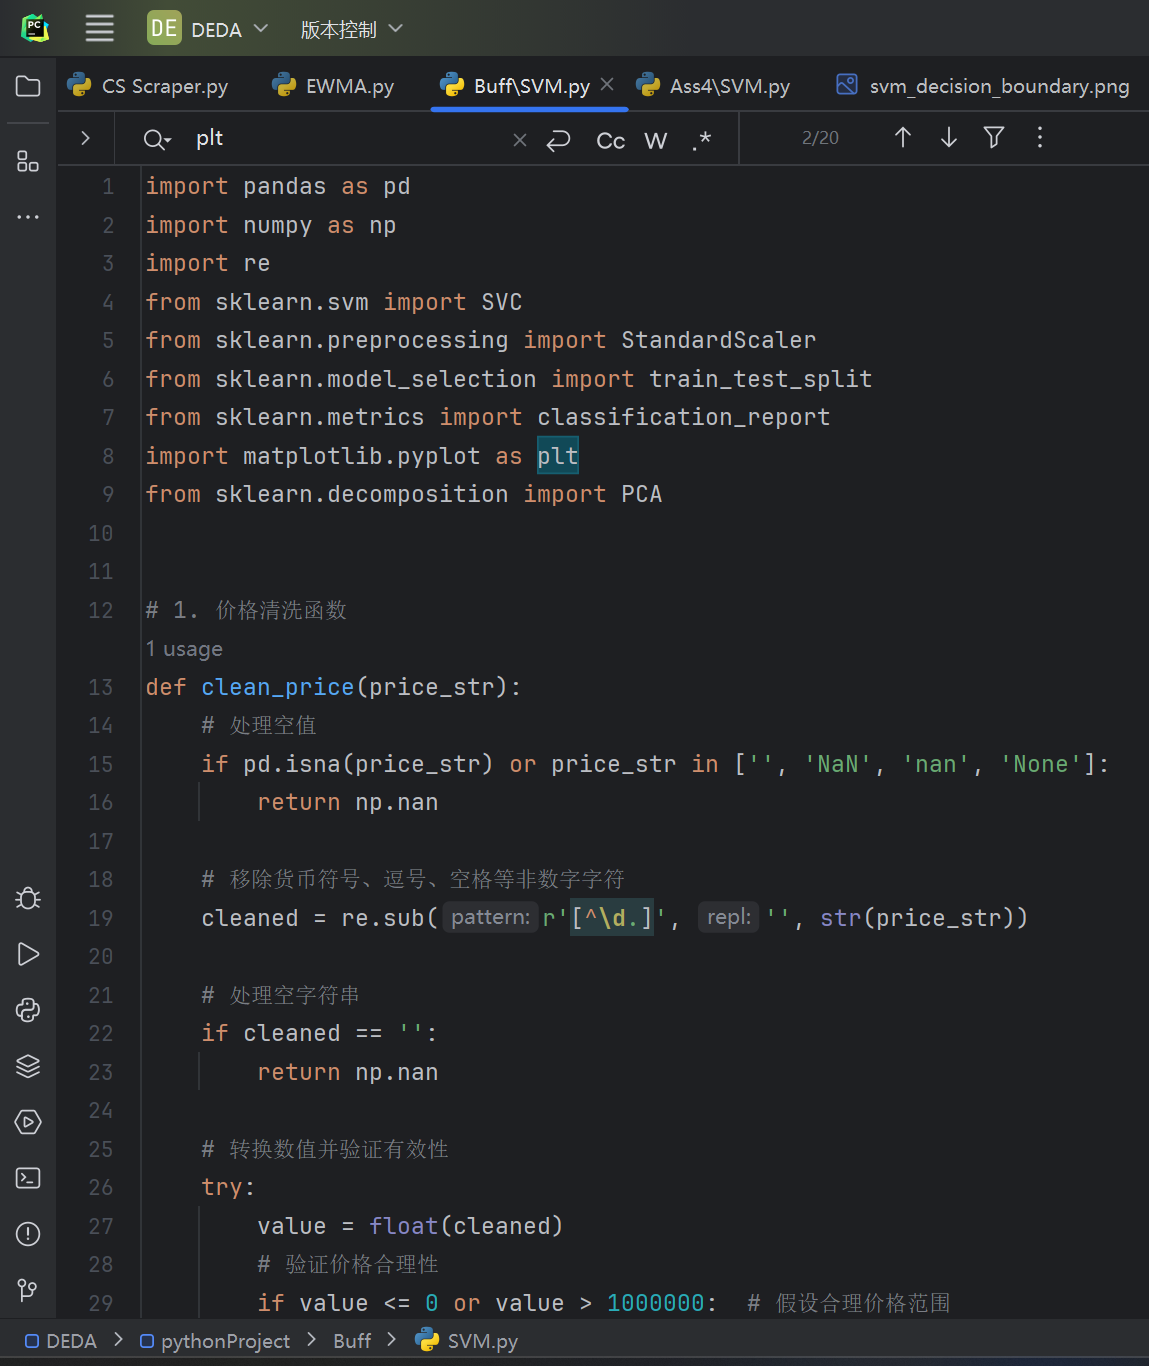 PC
DE DEDA 版本控制
CS Scraper.py EWMA.py Buff\SVM.py Ass4\SVM.py svm_decision_boundary.png
plt Cc W .* 2/20
1 import pandas as pd
2 import numpy as np
3 import re
4 from sklearn.svm import SVC
5 from sklearn.preprocessing import StandardScaler
6 from sklearn.model_selection import train_test_split
7 from sklearn.metrics import classification_report
8 import matplotlib.pyplot as plt
9 from sklearn.decomposition import PCA
10
11
12 # 1. 价格清洗函数
1 usage
13 def clean_price(price_str):
14 # 处理空值
15 if pd.isna(price_str) or price_str in ['', 'NaN', 'nan', 'None']:
16 return np.nan
17
18 # 移除货币符号、逗号、空格等非数字字符
19 cleaned = re.sub( pattern: r'[^\d.]', repl: '', str(price_str))
20
21 # 处理空字符串
22 if cleaned == '':
23 return np.nan
24
25 # 转换数值并验证有效性
26 try:
27 value = float(cleaned)
28 # 验证价格合理性
29 if value <= 0 or value > 1000000: # 假设合理价格范围
DEDA > pythonProject > Buff > SVM.py